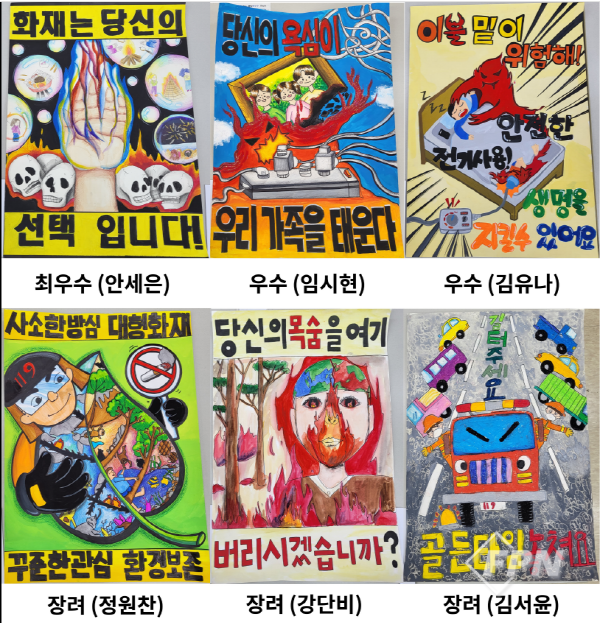 화재는 당신의
선택 입니다!
당신의 욕심이
우리 가족을 태운다
이불 밑이
위험해!
안전한
전기사용!
생명을
지킬수 있어요
최우수 (안세은)
우수 (임시현)
우수 (김유나)
사소한방심 대형화재
119
꾸준한관심 환경보존
당신의목숨을 여기
버리시겠습니까?
길터주세요
119
골든타임
FPN
장려 (정원찬)
장려 (강단비)
장려 (김서윤)